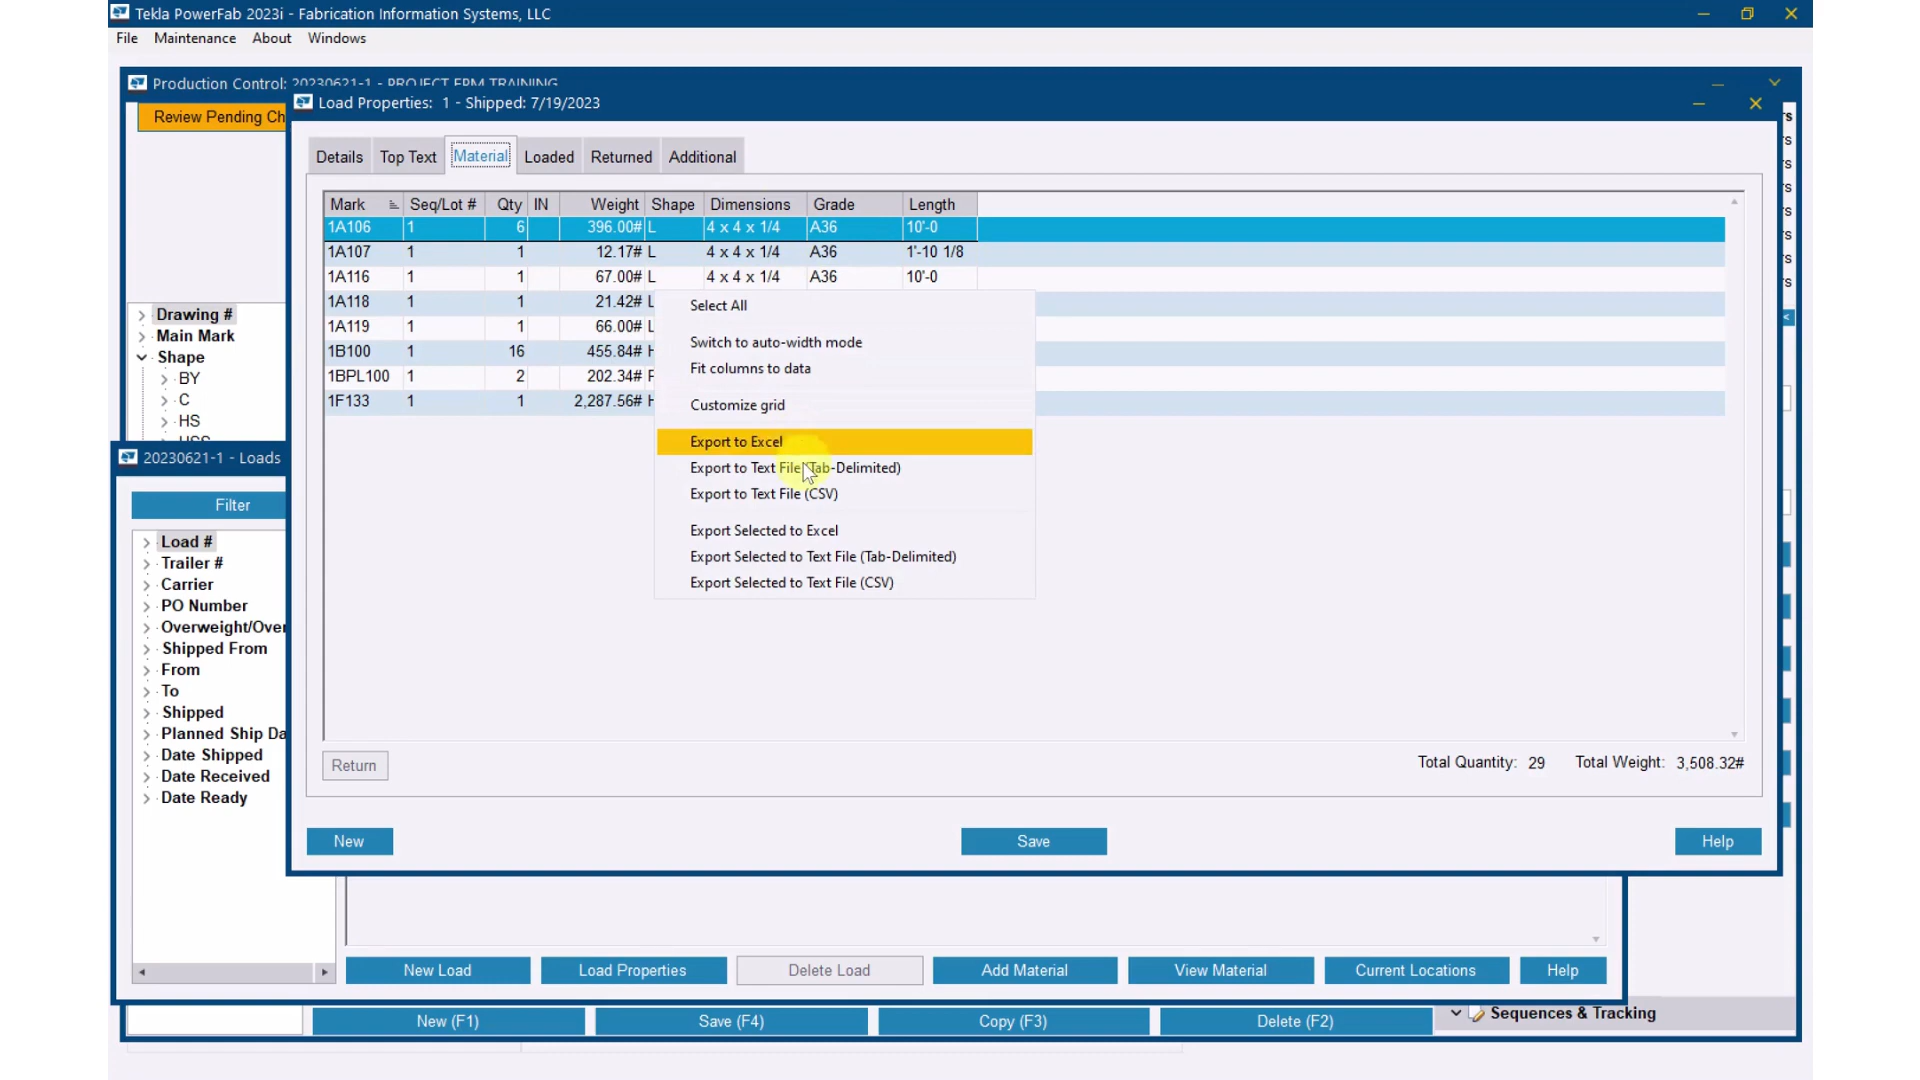 Tekla PowerFab 2023i - Fabrication Information Systems, LLC
File Maintenance About Windows
Production Control: 20230621-1 - PROJECT FPM TRAINING
Review Pending Ch
Load Properties: 1 - Shipped: 7/19/2023
Details Top Text Material Loaded Returned Additional
Mark Seq/Lot # Qty IN Weight Shape Dimensions Grade Length
1A106 1 6 396.00# L 4 x 4 x 1/4 A36 10'-0
1A107 1 1 12.17# L 4 x 4 x 1/4 A36 1'-10 1/8
1A116 1 1 67.00# L 4 x 4 x 1/4 A36 10'-0
1A118 1 1 21.42# L
1A119 1 1 66.00# L
1B100 1 16 455.84#
1BPL100 1 2 202.34#
1F133 1 1 2,287.56#
Select All
Switch to auto-width mode
Fit columns to data
Customize grid
Export to Excel
Export to Text File (Tab-Delimited)
Export to Text File (CSV)
Export Selected to Excel
Export Selected to Text File (Tab-Delimited)
Export Selected to Text File (CSV)
Return
Total Quantity: 29 Total Weight: 3,508.32#
New Save Help
Drawing #
Main Mark
Shape
BY
C
HS
HSS
20230621-1 - Loads
Filter
Load #
Trailer #
Carrier
PO Number
Overweight/Over
Shipped From
From
To
Shipped
Planned Ship Da
Date Shipped
Date Received
Date Ready
New Load Load Properties Delete Load Add Material View Material Current Locations Help
New (F1) Save (F4) Copy (F3) Delete (F2)
Sequences & Tracking